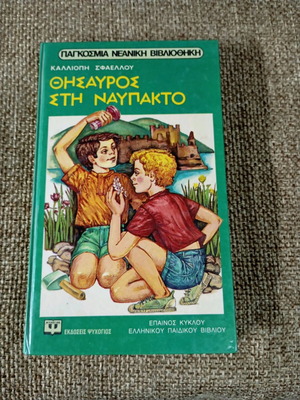 ΠΑΓΚΟΣΜΙΑ ΝΕΑΝΙΚΗ ΒΙΒΛΙΟΘΗΚΗ
ΚΑΛΛΙΟΠΗ ΣΦΑΕΛΛΟΥ
ΘΗΣΑΥΡΟΣ
ΣΤΗ ΝΑΥΠΑΚΤΟ
ΕΚΔΟΣΕΙΣ ΨΥΧΟΓΙΟΣ
ΕΠΑΙΝΟΣ ΚΥΚΛΟΥ
ΕΛΛΗΝΙΚΟΥ ΠΑΙΔΙΚΟΥ ΒΙΒΛΙΟΥ